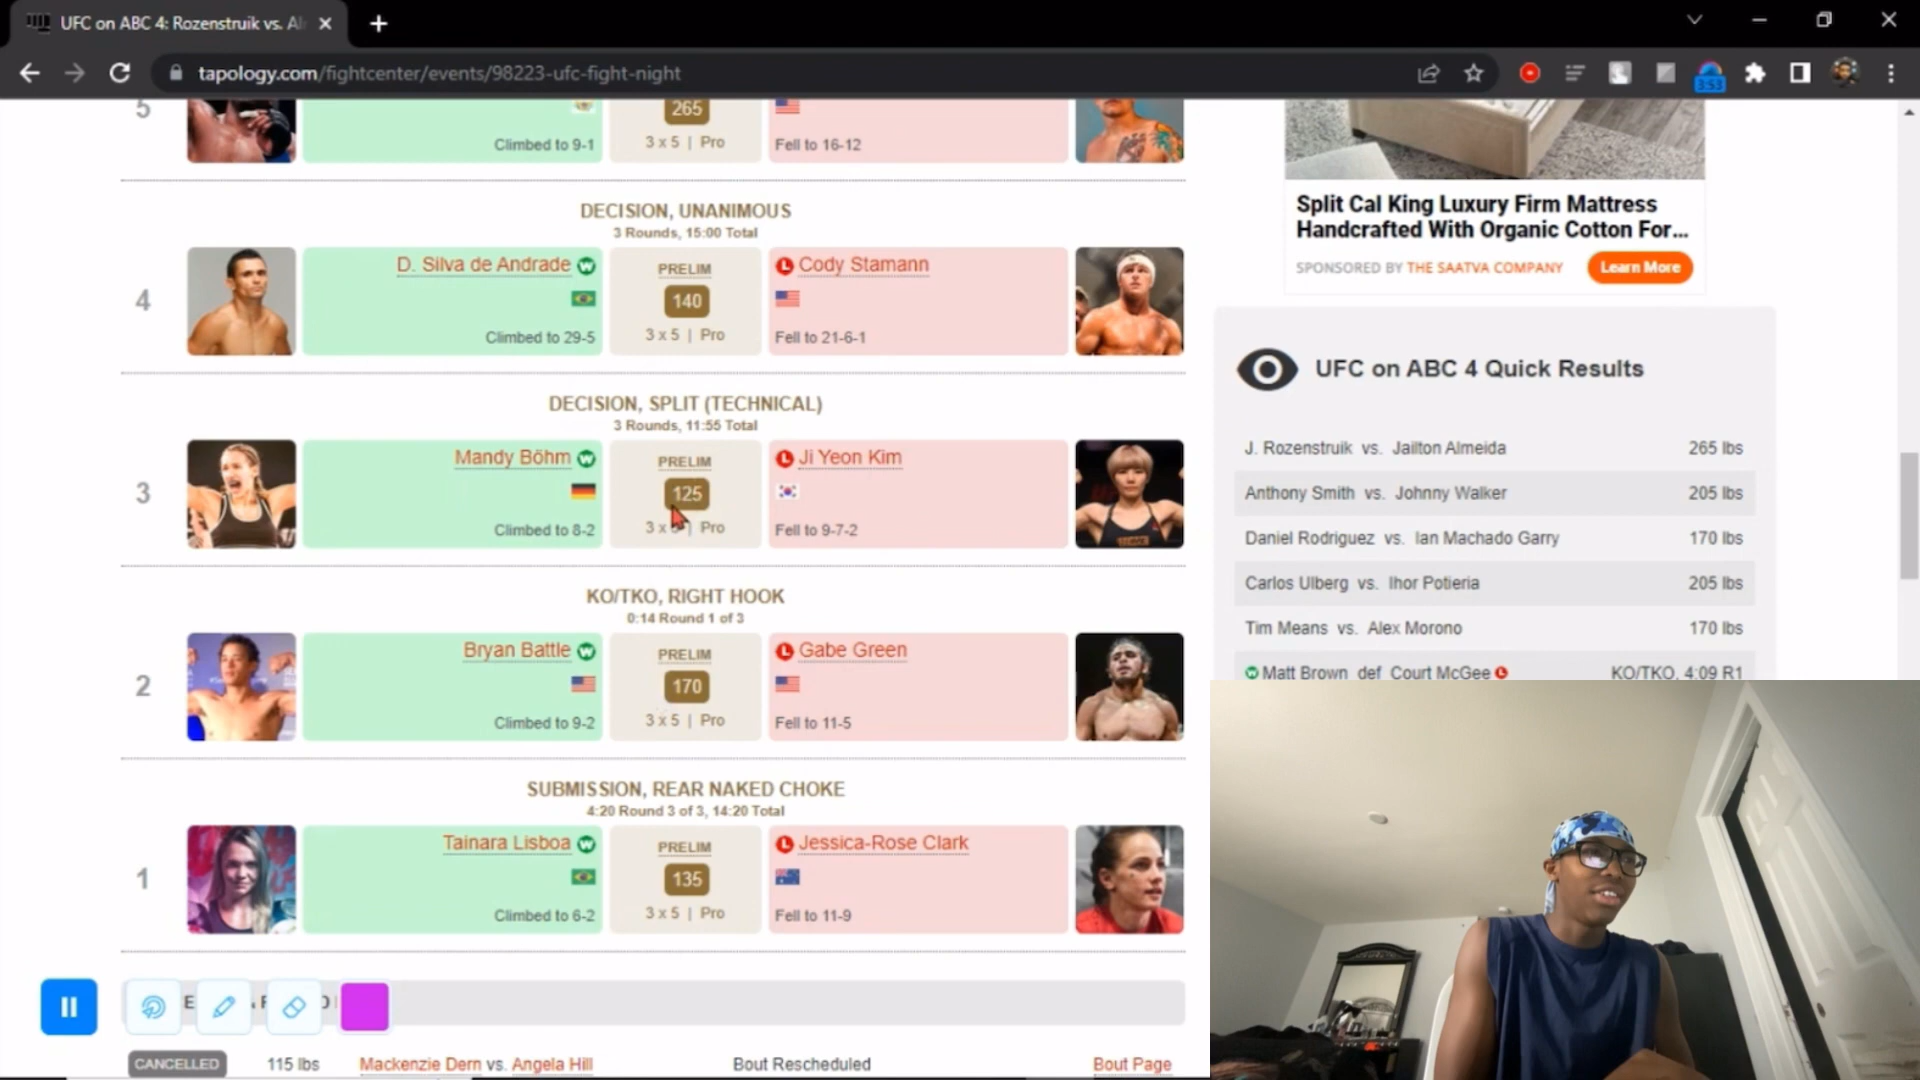 UFC on ABC 4: Rozenstruik vs. Al
tapology.com/fightcenter/events/98223-ufc-fight-night
3:53
5
265
Climbed to 9-1
3 x 5 | Pro
Fell to 16-12
DECISION, UNANIMOUS
3 Rounds, 15:00 Total
4
D. Silva de Andrade W
PRELIM
L Cody Stamann
140
Climbed to 29-5
3 x 5 | Pro
Fell to 21-6-1
DECISION, SPLIT (TECHNICAL)
3 Rounds, 11:55 Total
3
Mandy Böhm W
PRELIM
L Ji Yeon Kim
125
Climbed to 8-2
3 x 5 | Pro
Fell to 9-7-2
KO/TKO, RIGHT HOOK
0:14 Round 1 of 3
2
Bryan Battle W
PRELIM
L Gabe Green
170
Climbed to 9-2
3 x 5 | Pro
Fell to 11-5
SUBMISSION, REAR NAKED CHOKE
4:20 Round 3 of 3, 14:20 Total
1
Tainara Lisboa W
PRELIM
L Jessica-Rose Clark
135
Climbed to 6-2
3 x 5 | Pro
Fell to 11-9
CANCELLED 115 lbs Mackenzie Dern vs. Angela Hill Bout Rescheduled Bout Page
Split Cal King Luxury Firm Mattress
Handcrafted With Organic Cotton For...
SPONSORED BY THE SAATVA COMPANY
Learn More
UFC on ABC 4 Quick Results
J. Rozenstruik vs. Jailton Almeida 265 lbs
Anthony Smith vs. Johnny Walker 205 lbs
Daniel Rodriguez vs. Ian Machado Garry 170 lbs
Carlos Ulberg vs. Ihor Potieria 205 lbs
Tim Means vs. Alex Morono 170 lbs
W Matt Brown def Court McGee L KO/TKO, 4:09 R1